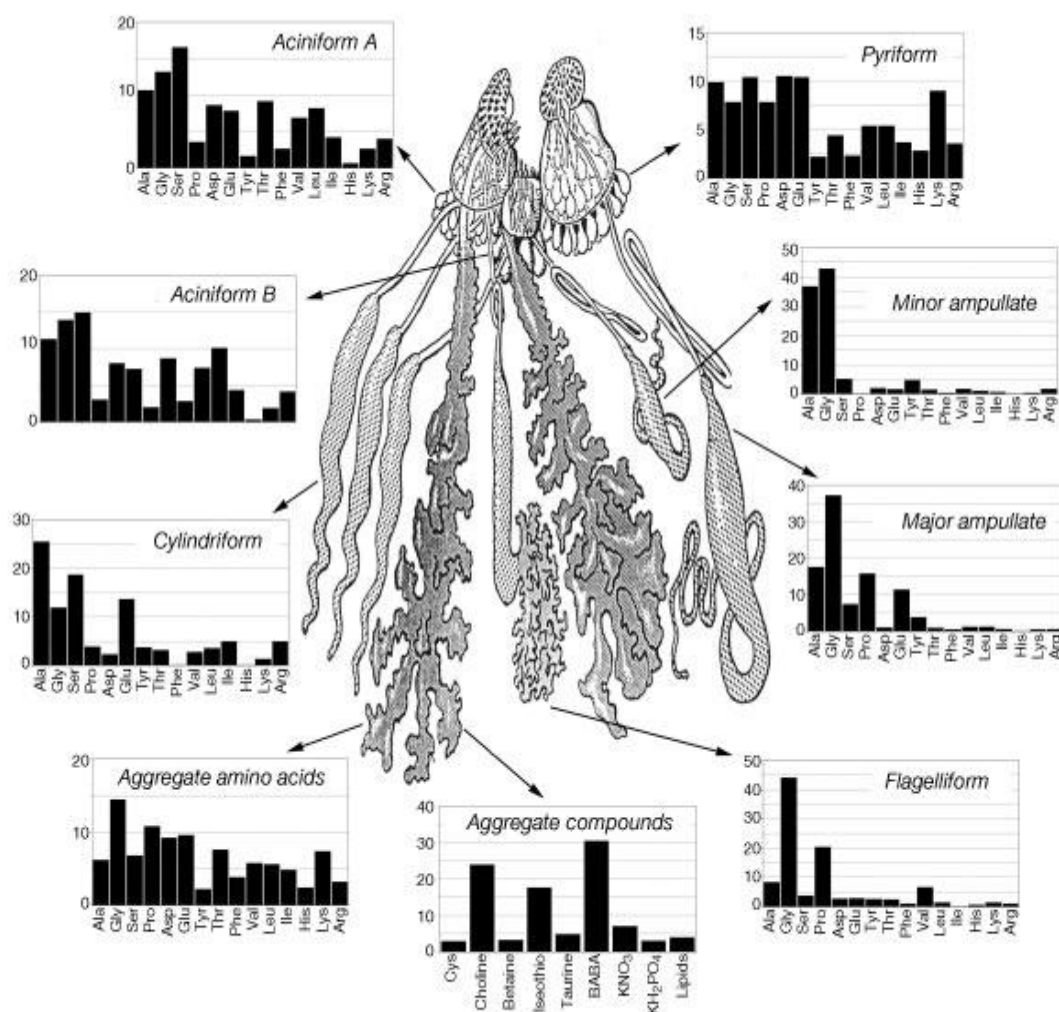 Aciniform A
20
10
0
Ala Gly Ser Pro Asp Glu Tyr Thr Phe Val Leu Ile His Lys Arg
Pyriform
15
10
5
0
Ala Gly Ser Pro Asp Glu Tyr Thr Phe Val Leu Ile His Lys Arg
Aciniform B
20
10
0
Minor ampullate
50
40
30
20
10
0
Ala Gly Ser Pro Asp Glu Tyr Thr Phe Val Leu Ile His Lys Arg
Cylindriform
30
20
10
0
Ala Gly Ser Pro Asp Glu Tyr Thr Phe Val Leu Ile His Lys Arg
Major ampullate
40
30
20
10
0
Ala Gly Ser Pro Asp Glu Tyr Thr Phe Val Leu Ile His Lys Arg
Aggregate amino acids
20
10
0
Ala Gly Ser Pro Asp Glu Tyr Thr Phe Val Leu Ile His Lys Arg
Aggregate compounds
40
30
20
10
0
Cys Choline Betaine Iseothio Taurine BABA KNO₃ KH₂PO₄ Lipids
Flagelliform
50
40
30
20
10
0
Ala Gly Ser Pro Asp Glu Tyr Thr Phe Val Leu Ile His Lys Arg